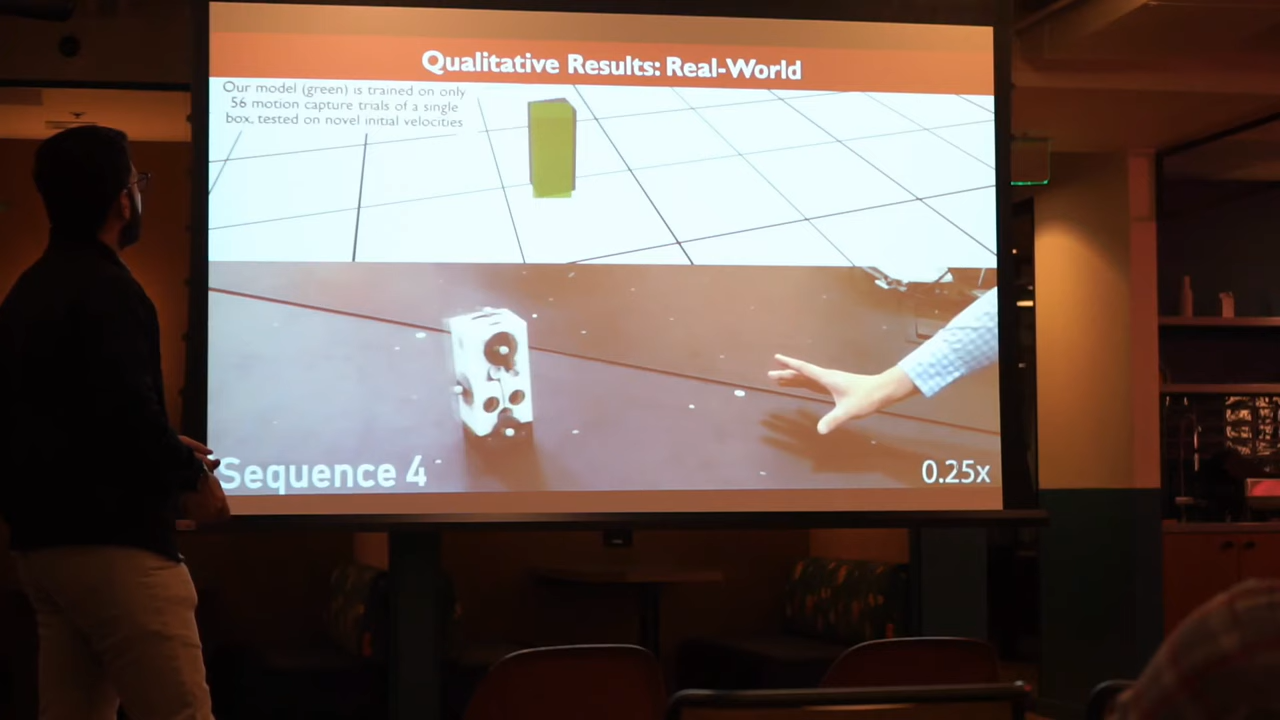 Qualitative Results: Real-World
Our model (green) is trained on only
56 motion capture trials of a single
box, tested on novel initial velocities
Sequence 4
0.25x